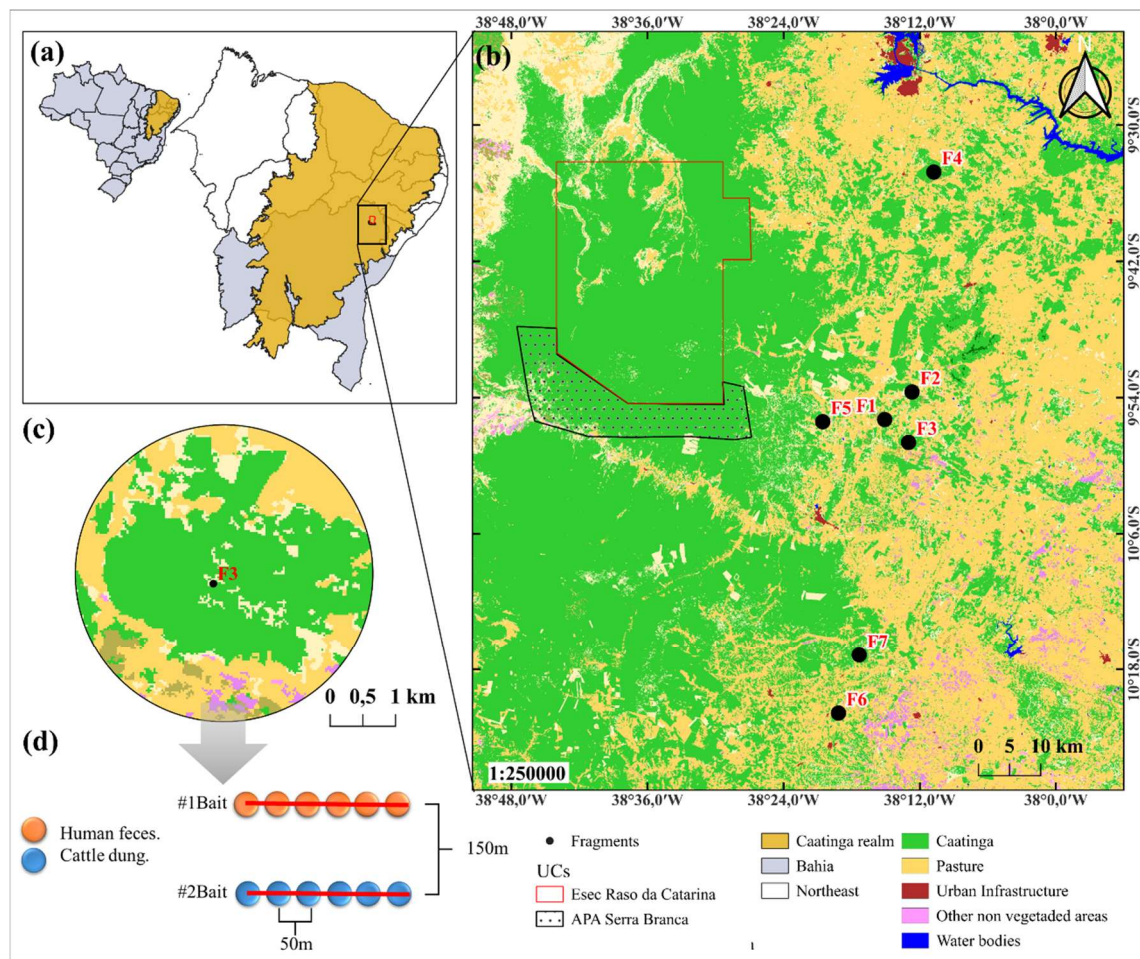 (a)
(b)
38°48,0'W 38°36,0'W 38°24,0'W 38°12,0'W 38°0,0'W
N
9°30,0'S
F4
9°42,0'S
F2
9°54,0'S
F5 F1
F3
10°6,0'S
F7
10°18,0'S
F6
0 5 10 km
1:250000
38°48,0'W 38°36,0'W 38°24,0'W 38°12,0'W 38°0,0'W
(c)
F3
0 0,5 1 km
(d)
#1Bait
Human feces.
Cattle dung.
150m
#2Bait
50m
Fragments
UCs
Esec Raso da Catarina
APA Serra Branca
Caatinga realm
Bahia
Northeast
Caatinga
Pasture
Urban Infrastructure
Other non vegetaded areas
Water bodies